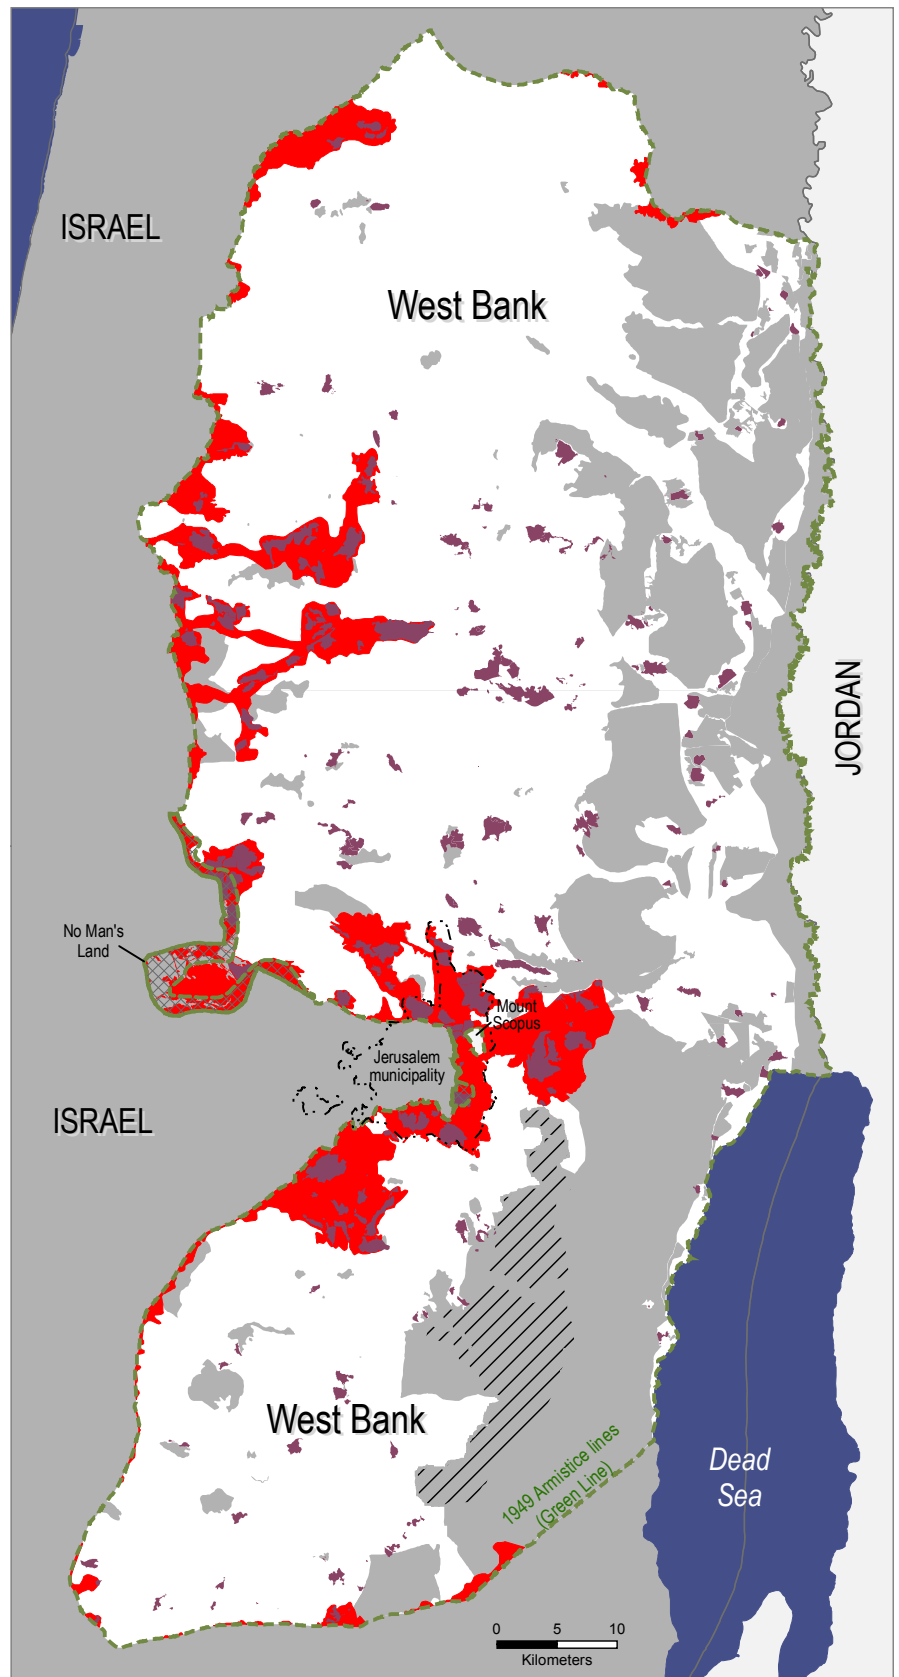 ISRAEL
West Bank
JORDAN
No Man's
Land
Mount
Scopus
Jerusalem
municipality
ISRAEL
West Bank
1949 Armistice lines
(Green Line)
Dead
Sea
0 5 10
Kilometers